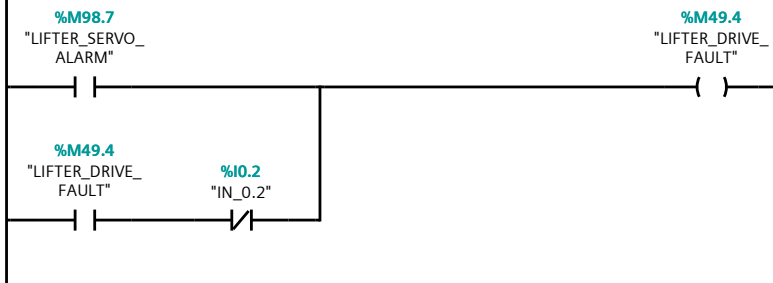 %M98.7
"LIFTER_SERVO_
ALARM"
%M49.4
"LIFTER_DRIVE_
FAULT"
%M49.4
"LIFTER_DRIVE_
FAULT"
%I0.2
"IN_0.2"